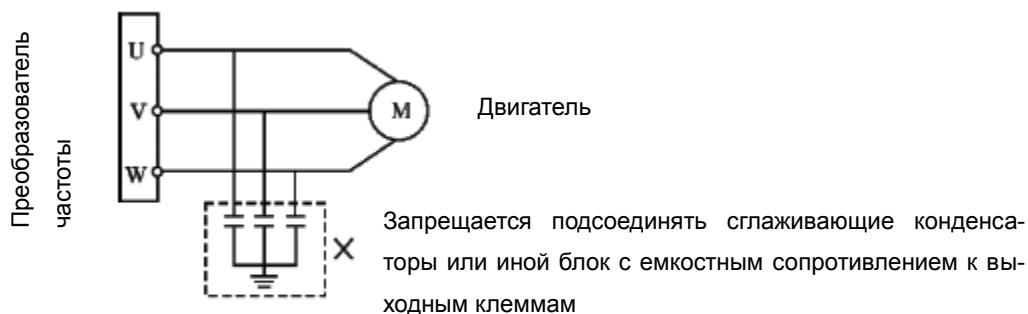 Преобразователь
частоты
U
V
W
M
Двигатель
Запрещается подсоединять сглаживающие конденса-
торы или иной блок с емкостным сопротивлением к вы-
ходным клеммам